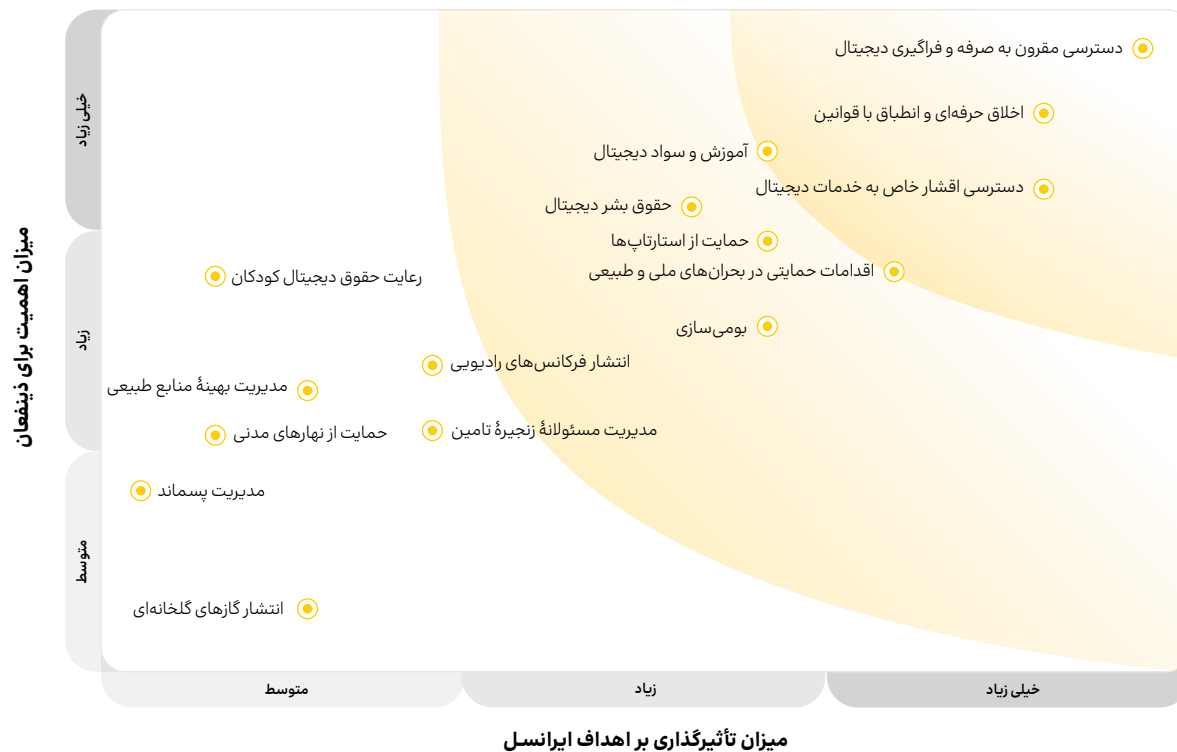 دسترسی مقرون به صرفه و فراگیری دیجیتال
اخلاق حرفه‌ای و انطباق با قوانین
آموزش و سواد دیجیتال
دسترسی اقشار خاص به خدمات دیجیتال
حقوق بشر دیجیتال
حمایت از استارتاپ‌ها
اقدامات حمایتی در بحران‌های ملی و طبیعی
رعایت حقوق دیجیتال کودکان
بومی‌سازی
انتشار فرکانس‌های رادیویی
مدیریت بهینهٔ منابع طبیعی
مدیریت مسئولانهٔ زنجیرهٔ تامین
حمایت از نهارهای مدنی
مدیریت پسماند
انتشار گازهای گلخانه‌ای
میزان اهمیت برای ذینفعان
خیلی زیاد
زیاد
متوسط
خیلی زیاد
زیاد
متوسط
میزان تأثیرگذاری بر اهداف ایرانسل